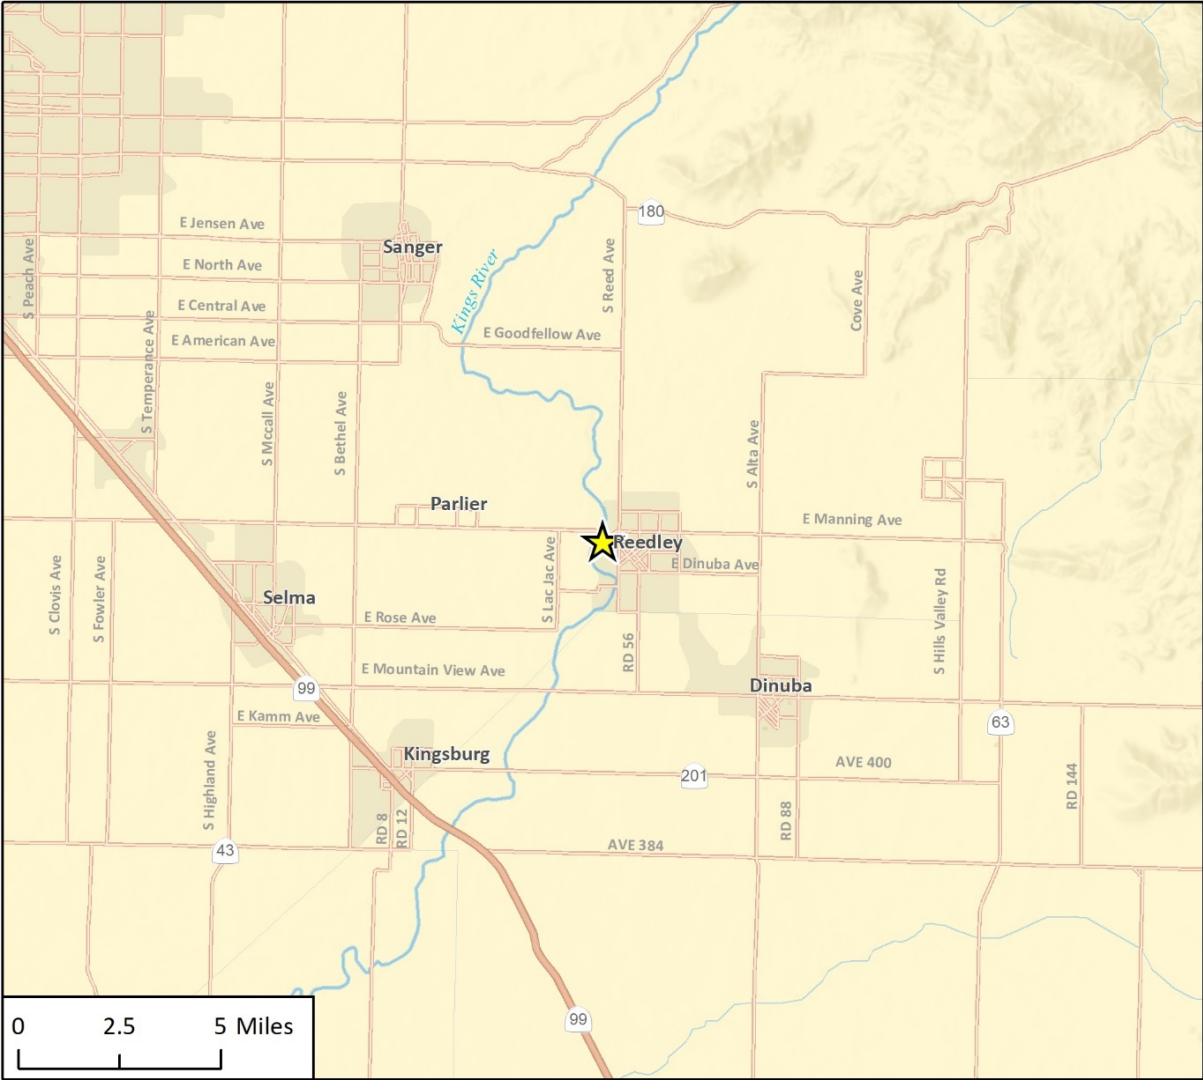 180
E Jensen Ave
S Peach Ave
Sanger
S Reed Ave
E North Ave
Kings River
Cove Ave
E Central Ave
E Goodfellow Ave
E American Ave
S Temperance Ave
S Mccall Ave
S Bethel Ave
S Alta Ave
Parlier
E Manning Ave
Reedley
E Dinuba Ave
S Clovis Ave
S Fowler Ave
S Lac Jac Ave
Selma
E Rose Ave
S Hills Valley Rd
RD 56
E Mountain View Ave
99
Dinuba
E Kamm Ave
63
Kingsburg
AVE 400
201
S Highland Ave
RD 144
RD 8
RD 12
RD 88
43
AVE 384
99
0 2.5 5 Miles